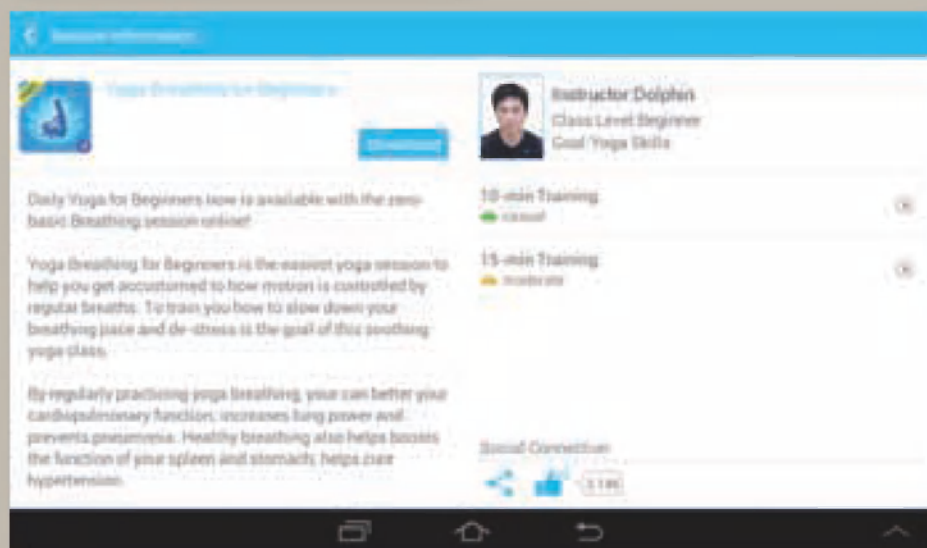 Session Information
Yoga Breathing for Beginners
Download
Daily Yoga for Beginners now is available with the zero-
basic Breathing session online!
Yoga Breathing for Beginners is the easiest yoga session to
help you get accustomed to how motion is controlled by
regular breaths. To train you how to slow down your
breathing pace and de-stress is the goal of this soothing
yoga class.
By regularly practicing yoga breathing, your can better your
cardiopulmonary function, increases lung power and
prevents pneumonia. Healthy breathing also helps boosts
the function of your spleen and stomach, helps cure
hypertension.
Instructor Dolphin
Class Level Beginner
Goal Yoga Skills
10-min Training
casual
15-min Training
moderate
Social Connection